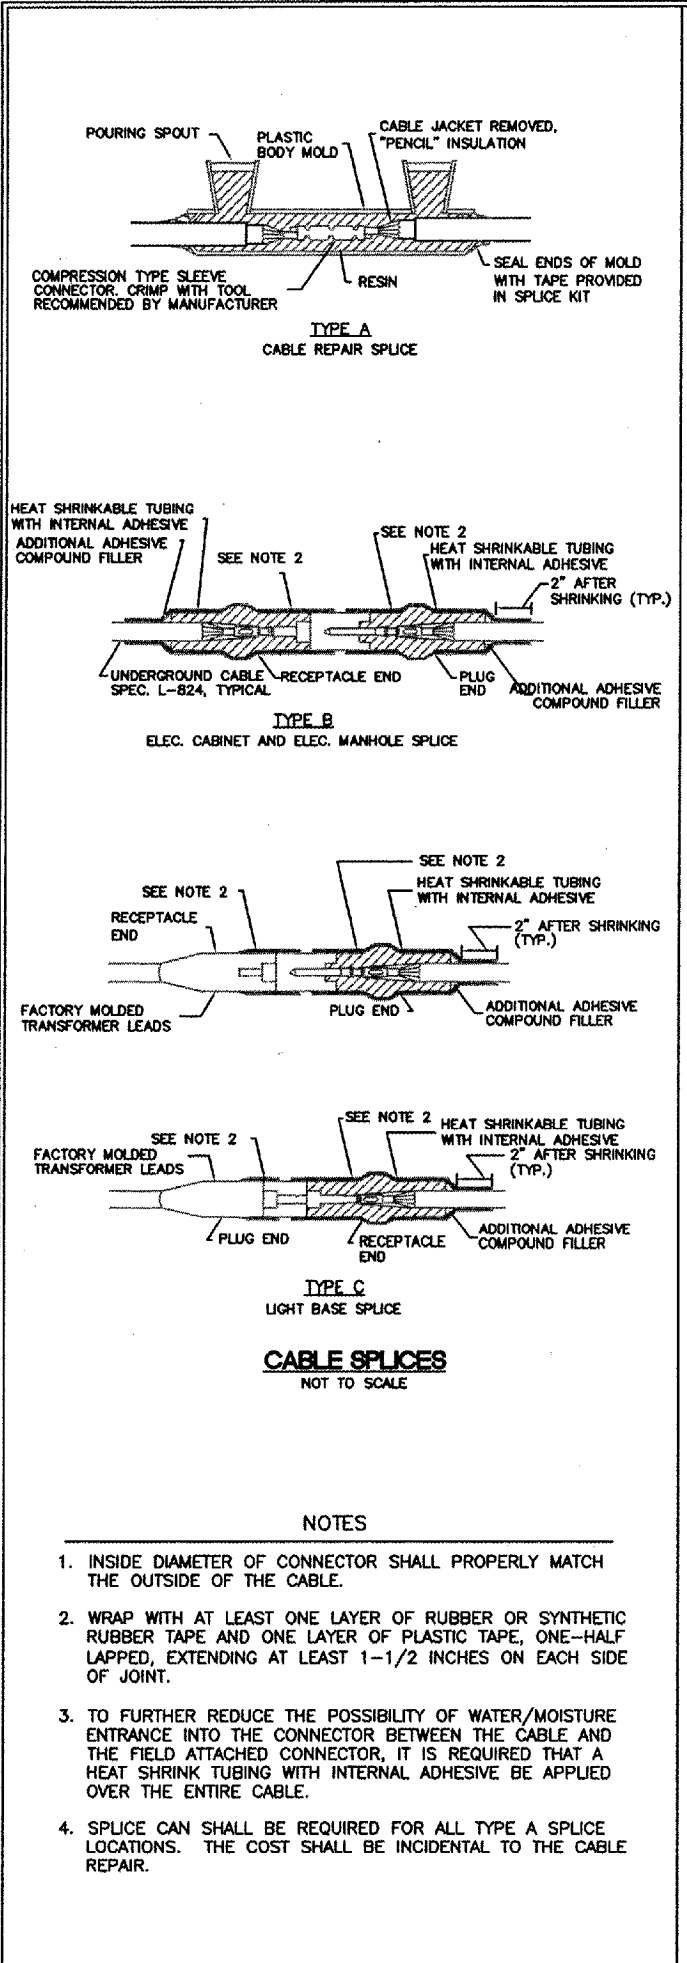 POURING SPOUT
PLASTIC
BODY MOLD
CABLE JACKET REMOVED,
"PENCIL" INSULATION
COMPRESSION TYPE SLEEVE
CONNECTOR. CRIMP WITH TOOL
RECOMMENDED BY MANUFACTURER
RESIN
SEAL ENDS OF MOLD
WITH TAPE PROVIDED
IN SPLICE KIT
TYPE A
CABLE REPAIR SPLICE
HEAT SHRINKABLE TUBING
WITH INTERNAL ADHESIVE
ADDITIONAL ADHESIVE
COMPOUND FILLER
SEE NOTE 2
SEE NOTE 2
HEAT SHRINKABLE TUBING
WITH INTERNAL ADHESIVE
2" AFTER
SHRINKING (TYP.)
UNDERGROUND CABLE
SPEC. L-824, TYPICAL
RECEPTACLE END
PLUG
END
ADDITIONAL ADHESIVE
COMPOUND FILLER
TYPE B
ELEC. CABINET AND ELEC. MANHOLE SPLICE
SEE NOTE 2
SEE NOTE 2
HEAT SHRINKABLE TUBING
WITH INTERNAL ADHESIVE
RECEPTACLE
END
2" AFTER SHRINKING
(TYP.)
FACTORY MOLDED
TRANSFORMER LEADS
PLUG END
ADDITIONAL ADHESIVE
COMPOUND FILLER
SEE NOTE 2
SEE NOTE 2
HEAT SHRINKABLE TUBING
WITH INTERNAL ADHESIVE
FACTORY MOLDED
TRANSFORMER LEADS
2" AFTER SHRINKING
(TYP.)
PLUG END
RECEPTACLE
END
ADDITIONAL ADHESIVE
COMPOUND FILLER
TYPE C
LIGHT BASE SPLICE
CABLE SPLICES
NOT TO SCALE
NOTES
1. INSIDE DIAMETER OF CONNECTOR SHALL PROPERLY MATCH
THE OUTSIDE OF THE CABLE.
2. WRAP WITH AT LEAST ONE LAYER OF RUBBER OR SYNTHETIC
RUBBER TAPE AND ONE LAYER OF PLASTIC TAPE, ONE-HALF
LAPPED, EXTENDING AT LEAST 1-1/2 INCHES ON EACH SIDE
OF JOINT.
3. TO FURTHER REDUCE THE POSSIBILITY OF WATER/MOISTURE
ENTRANCE INTO THE CONNECTOR BETWEEN THE CABLE AND
THE FIELD ATTACHED CONNECTOR, IT IS REQUIRED THAT A
HEAT SHRINK TUBING WITH INTERNAL ADHESIVE BE APPLIED
OVER THE ENTIRE CABLE.
4. SPLICE CAN SHALL BE REQUIRED FOR ALL TYPE A SPLICE
LOCATIONS. THE COST SHALL BE INCIDENTAL TO THE CABLE
REPAIR.